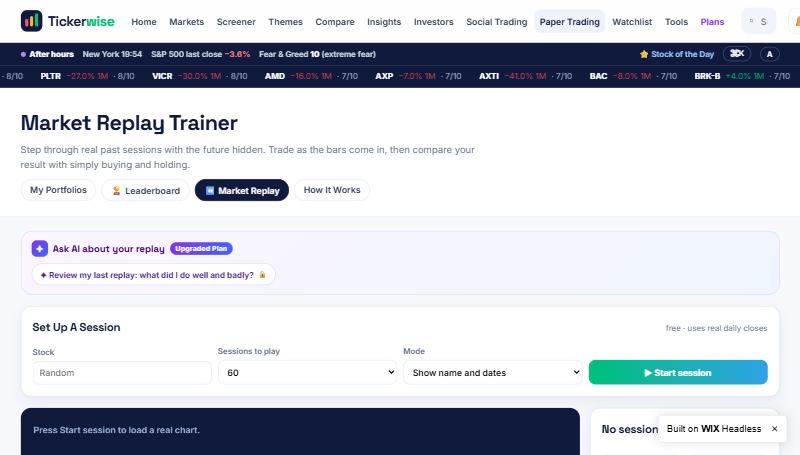 Tickerwise
Home Markets Screener Themes Compare Insights Investors Social Trading Paper Trading Watchlist Tools Plans S
After hours New York 19:54 S&P 500 last close −3.6% Fear & Greed 10 (extreme fear) Stock of the Day ⌘K A
· 8/10 PLTR −27.0% 1M · 8/10 VICR −30.0% 1M · 8/10 AMD −16.0% 1M · 7/10 AXP −7.0% 1M · 7/10 AXTI −41.0% 1M · 7/10 BAC −8.0% 1M · 7/10 BRK-B +4.0% 1M · 7/10
Market Replay Trainer
Step through real past sessions with the future hidden. Trade as the bars come in, then compare your
result with simply buying and holding.
My Portfolios Leaderboard Market Replay How It Works
Ask AI about your replay Upgraded Plan
Review my last replay: what did I do well and badly?
Set Up A Session
free · uses real daily closes
Stock Sessions to play Mode
Random 60 Show name and dates ▶ Start session
Press Start session to load a real chart.
No session
Built on WIX Headless ✕